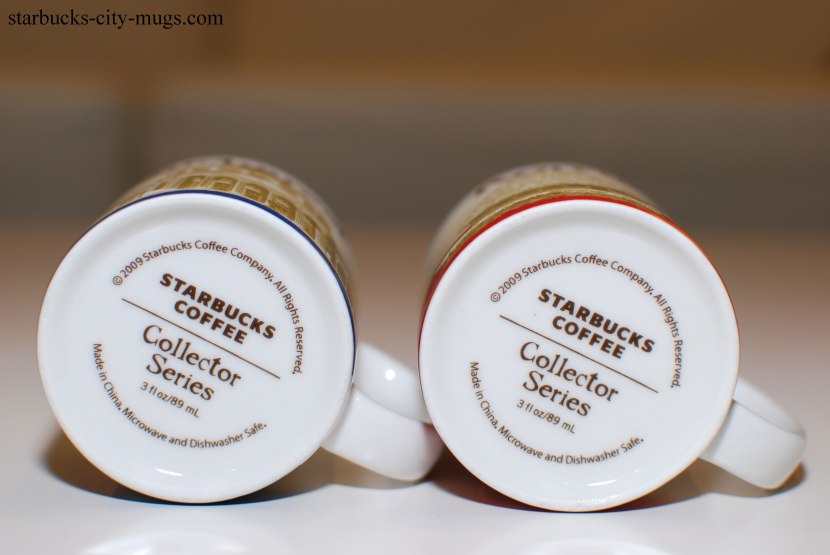 starbucks-city-mugs.com
© 2009 Starbucks Coffee Company. All Rights Reserved.
STARBUCKS
COFFEE
Collector
Series
3 fl oz/89 mL
Made in China, Microwave and Dishwasher Safe.
© 2009 Starbucks Coffee Company. All Rights Reserved.
STARBUCKS
COFFEE
Collector
Series
3 fl oz/89 mL
Made in China, Microwave and Dishwasher Safe.